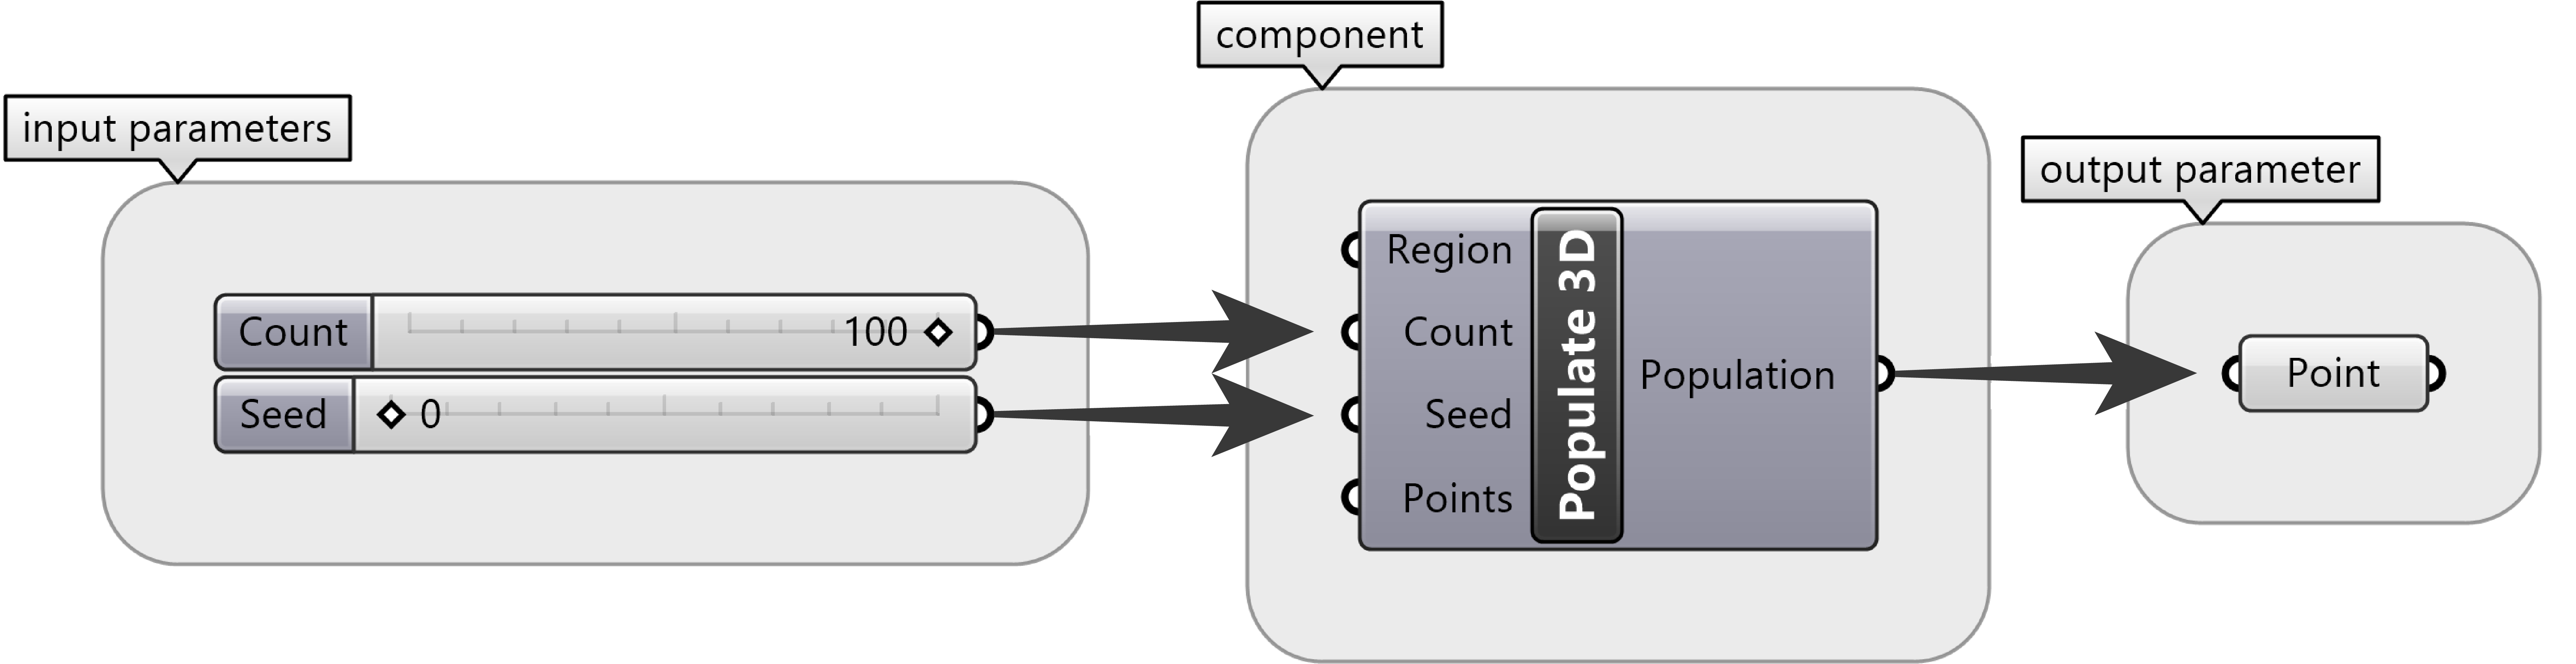 input parameters
Count
100
Seed
0
component
Region
Count
Seed
Points
Populate 3D
Population
output parameter
Point